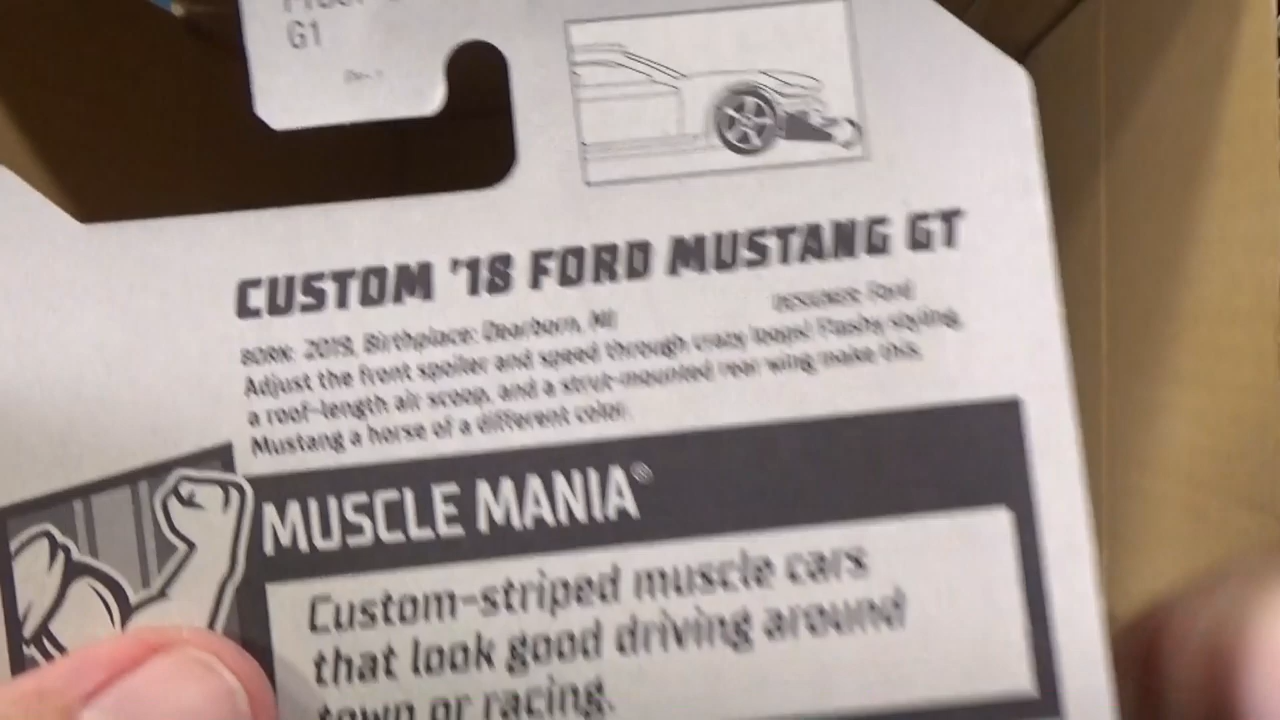 G1
CUSTOM '18 FORD MUSTANG GT
BORN: 2019, Birthplace: Dearborn, MI DESIGNER: Ford
Adjust the front spoiler and speed through crazy loops! Flashy styling,
a roof-length air scoop, and a strut-mounted rear wing make this
Mustang a horse of a different color.
MUSCLE MANIA®
Custom-striped muscle cars
that look good driving around
town or racing.